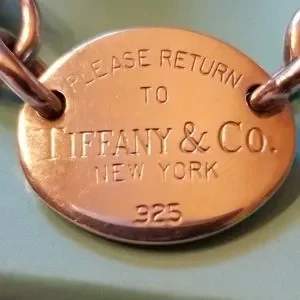 PLEASE RETURN
TO
TIFFANY & CO.
NEW YORK
925